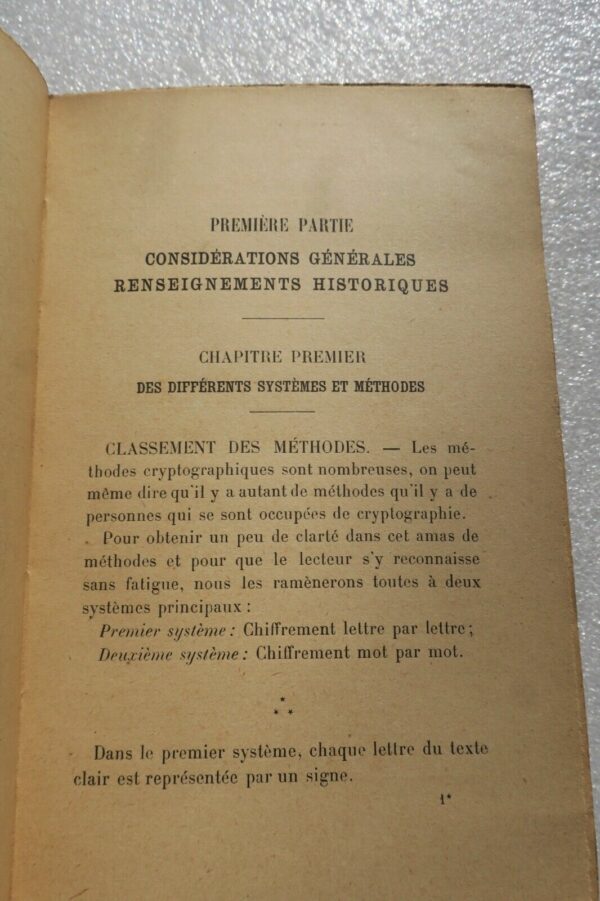 PREMIÈRE PARTIE
CONSIDÉRATIONS GÉNÉRALES
RENSEIGNEMENTS HISTORIQUES
CHAPITRE PREMIER
DES DIFFÉRENTS SYSTÈMES ET MÉTHODES
CLASSEMENT DES MÉTHODES. — Les mé-
thodes cryptographiques sont nombreuses, on peut
même dire qu'il y a autant de méthodes qu'il y a de
personnes qui se sont occupées de cryptographie.
Pour obtenir un peu de clarté dans cet amas de
méthodes et pour que le lecteur s'y reconnaisse
sans fatigue, nous les ramènerons toutes à deux
systèmes principaux :
Premier système : Chiffrement lettre par lettre ;
Deuxième système : Chiffrement mot par mot.
* * *
Dans le premier système, chaque lettre du texte
clair est représentée par un signe.
1*